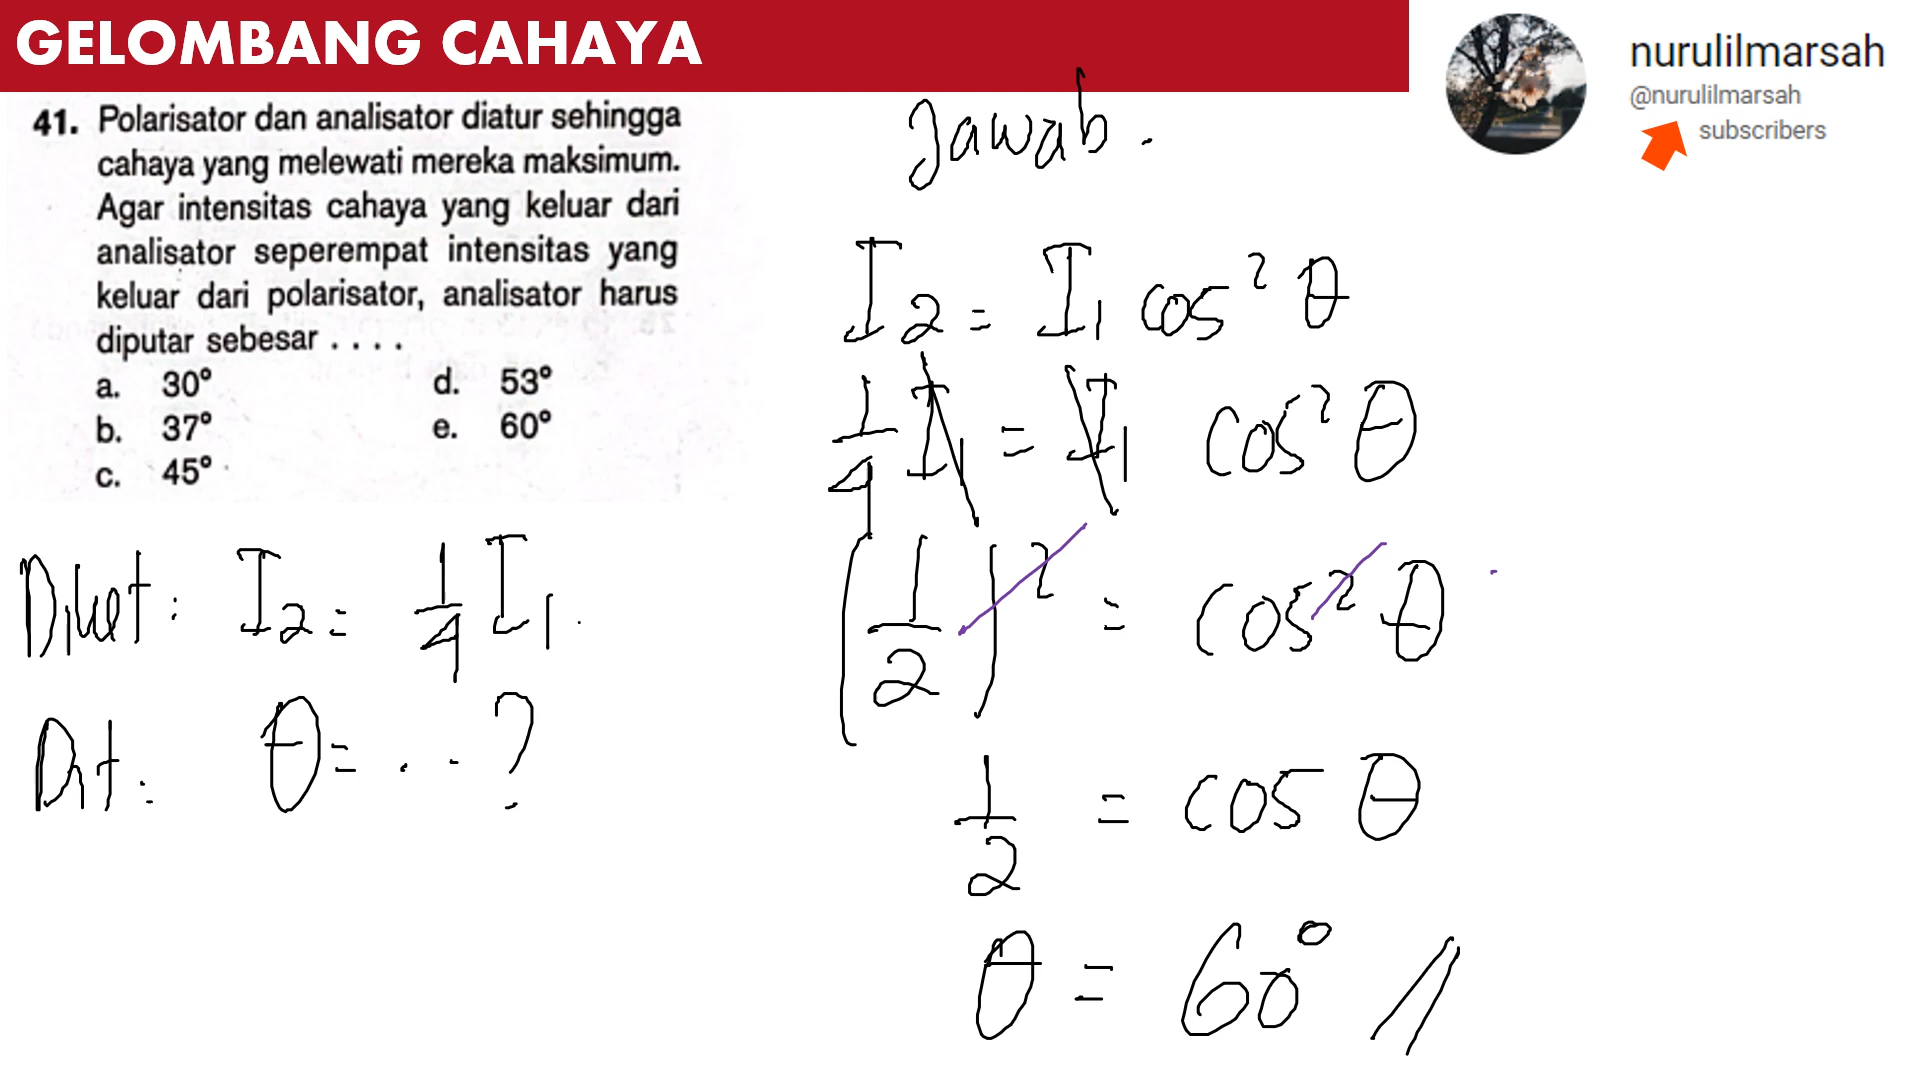 GELOMBANG CAHAYA
nurulilmarsah
@nurulilmarsah
subscribers
41. Polarisator dan analisator diatur sehingga
cahaya yang melewati mereka maksimum.
Agar intensitas cahaya yang keluar dari
analisator seperempat intensitas yang
keluar dari polarisator, analisator harus
diputar sebesar . . . .
a. 30° d. 53°
b. 37° e. 60°
c. 45°
Diket: I₂ = 1/4 I₁.
Dit: θ = ... ?
Jawab.
I₂ = I₁ cos² θ
1/4 I₁ = I₁ cos² θ
(1/2)² = cos² θ
1/2 = cos θ
θ = 60° //